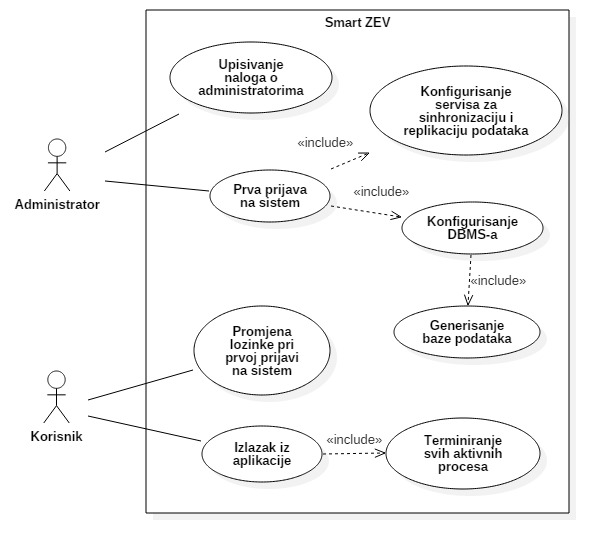 Smart ZEV
Upisivanje
naloga o
administratorima
Konfigurisanje
servisa za
sinhronizaciju i
replikaciju podataka
«include»
Administrator
Prva prijava
na sistem
«include»
Konfigurisanje
DBMS-a
«include»
Generisanje
baze podataka
Promjena
lozinke pri
prvoj prijavi
na sistem
Korisnik
Izlazak iz
aplikacije
«include»
Terminiranje
svih aktivnih
procesa